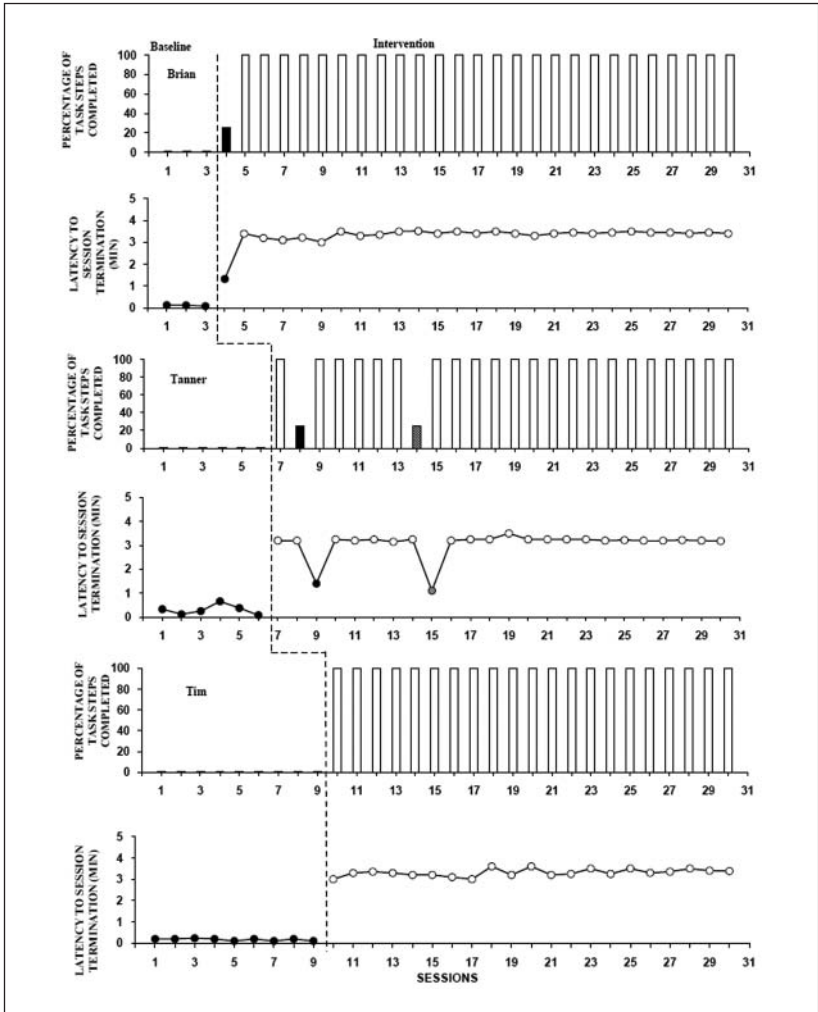 Baseline
Intervention
Brian
PERCENTAGE OF
TASK STEPS
COMPLETED
100
80
60
40
20
0
1 3 5 7 9 11 13 15 17 19 21 23 25 27 29 31
LATENCY TO
SESSION
TERMINATION
(MIN)
5
4
3
2
1
0
1 3 5 7 9 11 13 15 17 19 21 23 25 27 29 31
Tanner
PERCENTAGE OF
TASK STEPS
COMPLETED
100
80
60
40
20
0
1 3 5 7 9 11 13 15 17 19 21 23 25 27 29 31
LATENCY TO SESSION
TERMINATION (MIN)
5
4
3
2
1
0
1 3 5 7 9 11 13 15 17 19 21 23 25 27 29 31
Tim
PERCENTAGE OF
TASK STEPS
COMPLETED
100
80
60
40
20
0
1 3 5 7 9 11 13 15 17 19 21 23 25 27 29 31
LATENCY TO SESSION
TERMINATION (MIN)
5
4
3
2
1
0
1 3 5 7 9 11 13 15 17 19 21 23 25 27 29 31
SESSIONS